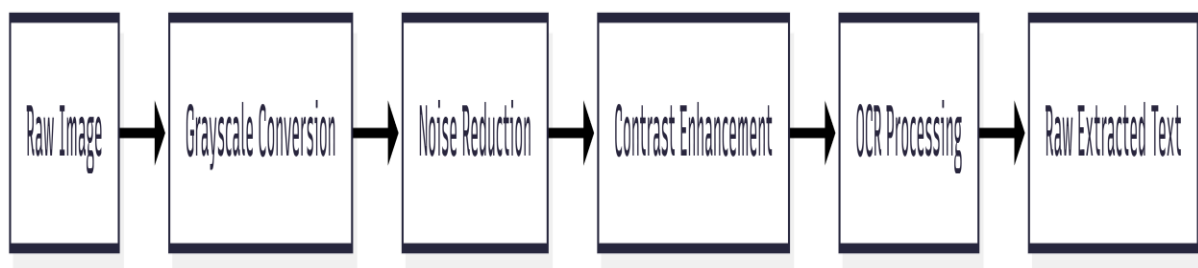 Raw Image
Grayscale Conversion
Noise Reduction
Contrast Enhancement
OCR Processing
Raw Extracted Text